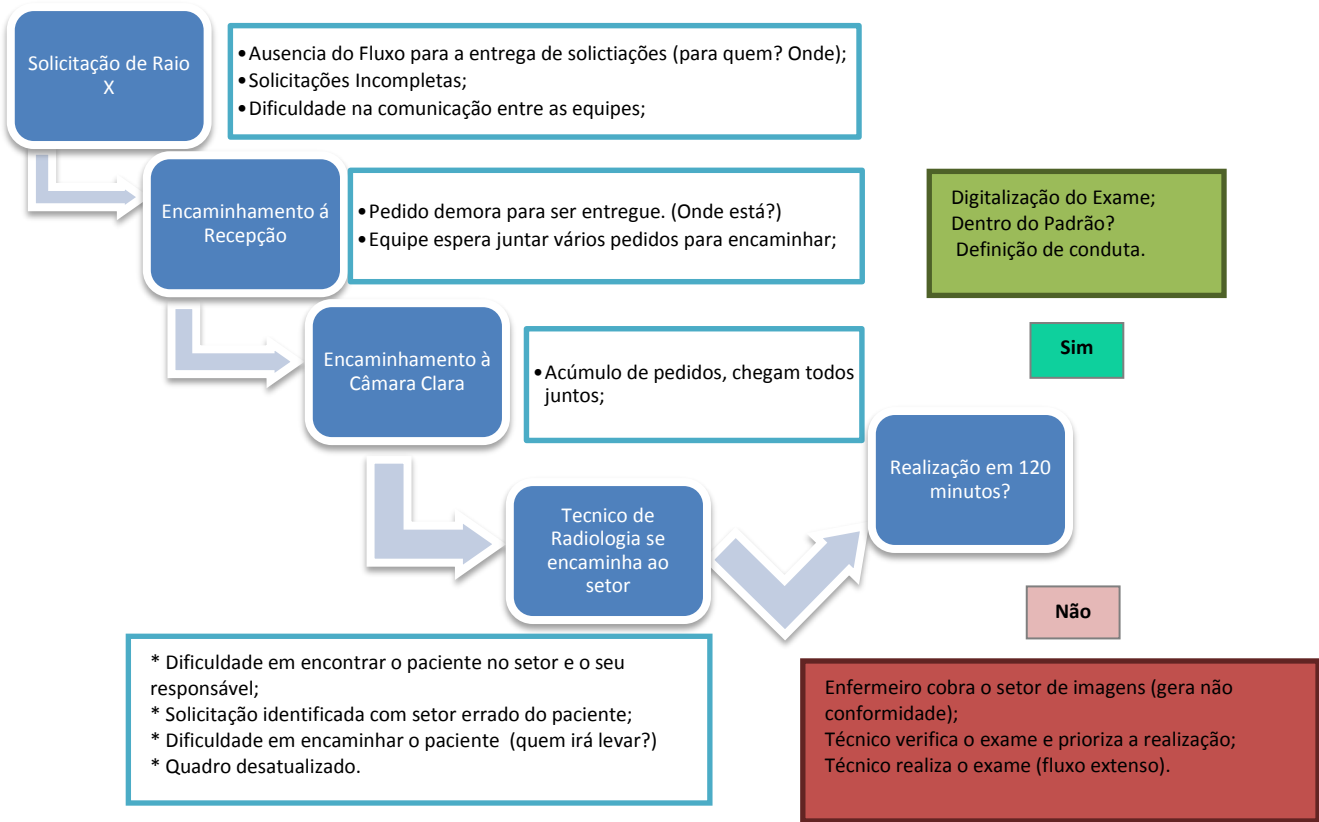 Solicitação de Raio
X
•Ausencia do Fluxo para a entrega de solictiações (para quem? Onde);
•Solicitações Incompletas;
•Dificuldade na comunicação entre as equipes;
Encaminhamento á
Recepção
•Pedido demora para ser entregue. (Onde está?)
•Equipe espera juntar vários pedidos para encaminhar;
Encaminhamento à
Câmara Clara
•Acúmulo de pedidos, chegam todos
juntos;
Tecnico de
Radiologia se
encaminha ao
setor
* Dificuldade em encontrar o paciente no setor e o seu
responsável;
* Solicitação identificada com setor errado do paciente;
* Dificuldade em encaminhar o paciente (quem irá levar?)
* Quadro desatualizado.
Realização em 120
minutos?
Sim
Digitalização do Exame;
Dentro do Padrão?
Definição de conduta.
Não
Enfermeiro cobra o setor de imagens (gera não
conformidade);
Técnico verifica o exame e prioriza a realização;
Técnico realiza o exame (fluxo extenso).